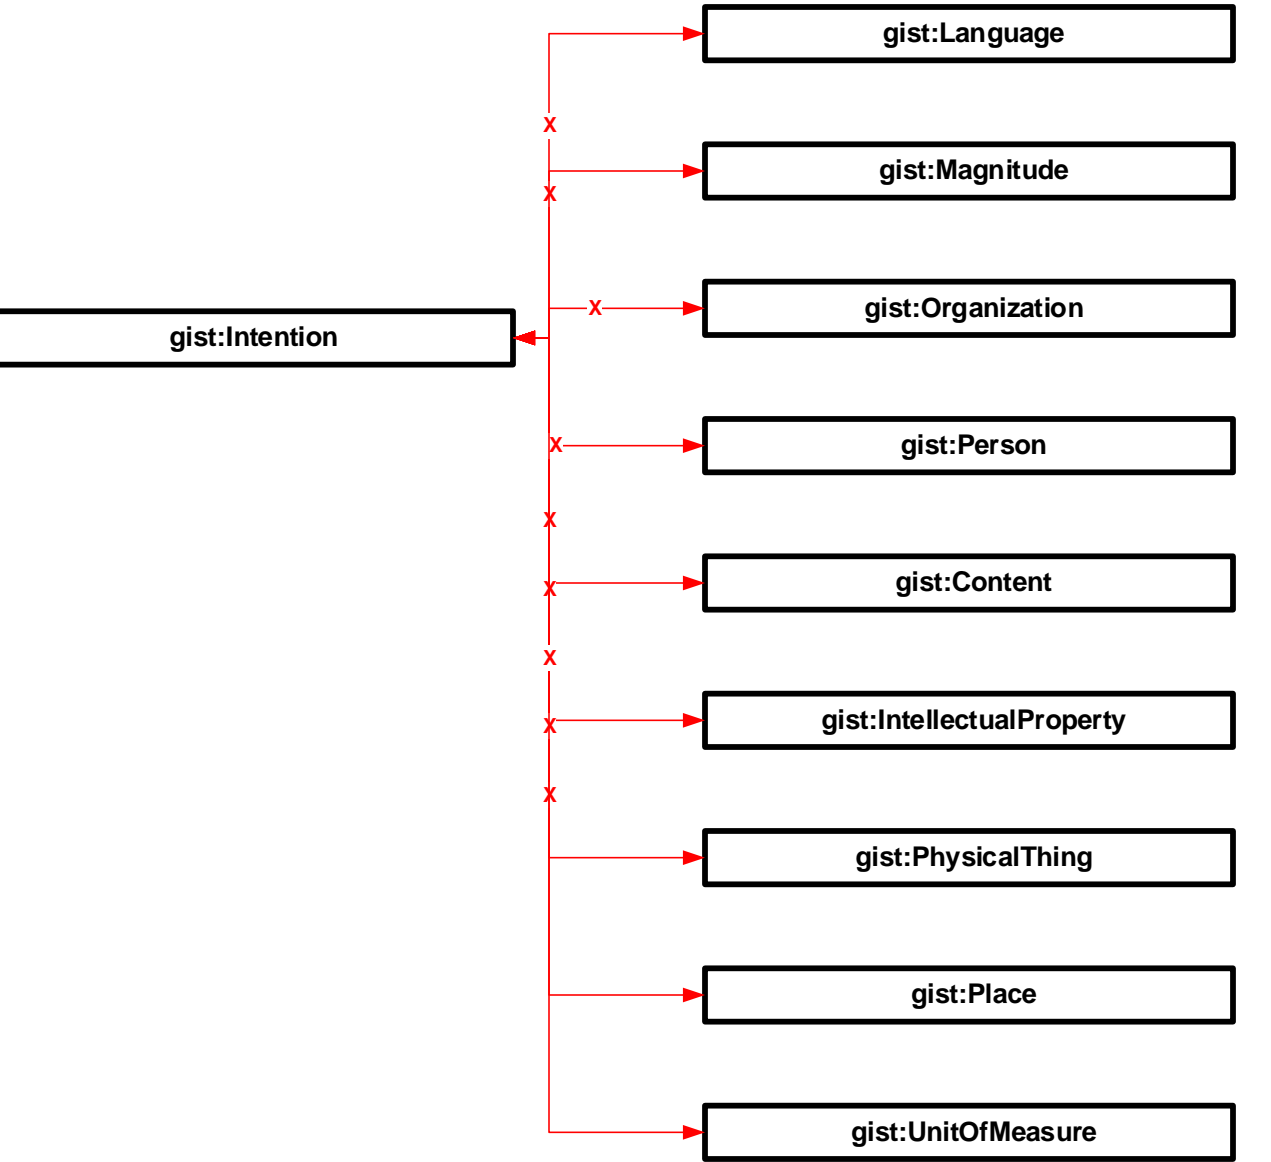 gist:Language
X
gist:Magnitude
X
gist:Organization
X
gist:Intention
gist:Person
X
X
gist:Content
X
X
gist:IntellectualProperty
X
X
gist:PhysicalThing
gist:Place
gist:UnitOfMeasure